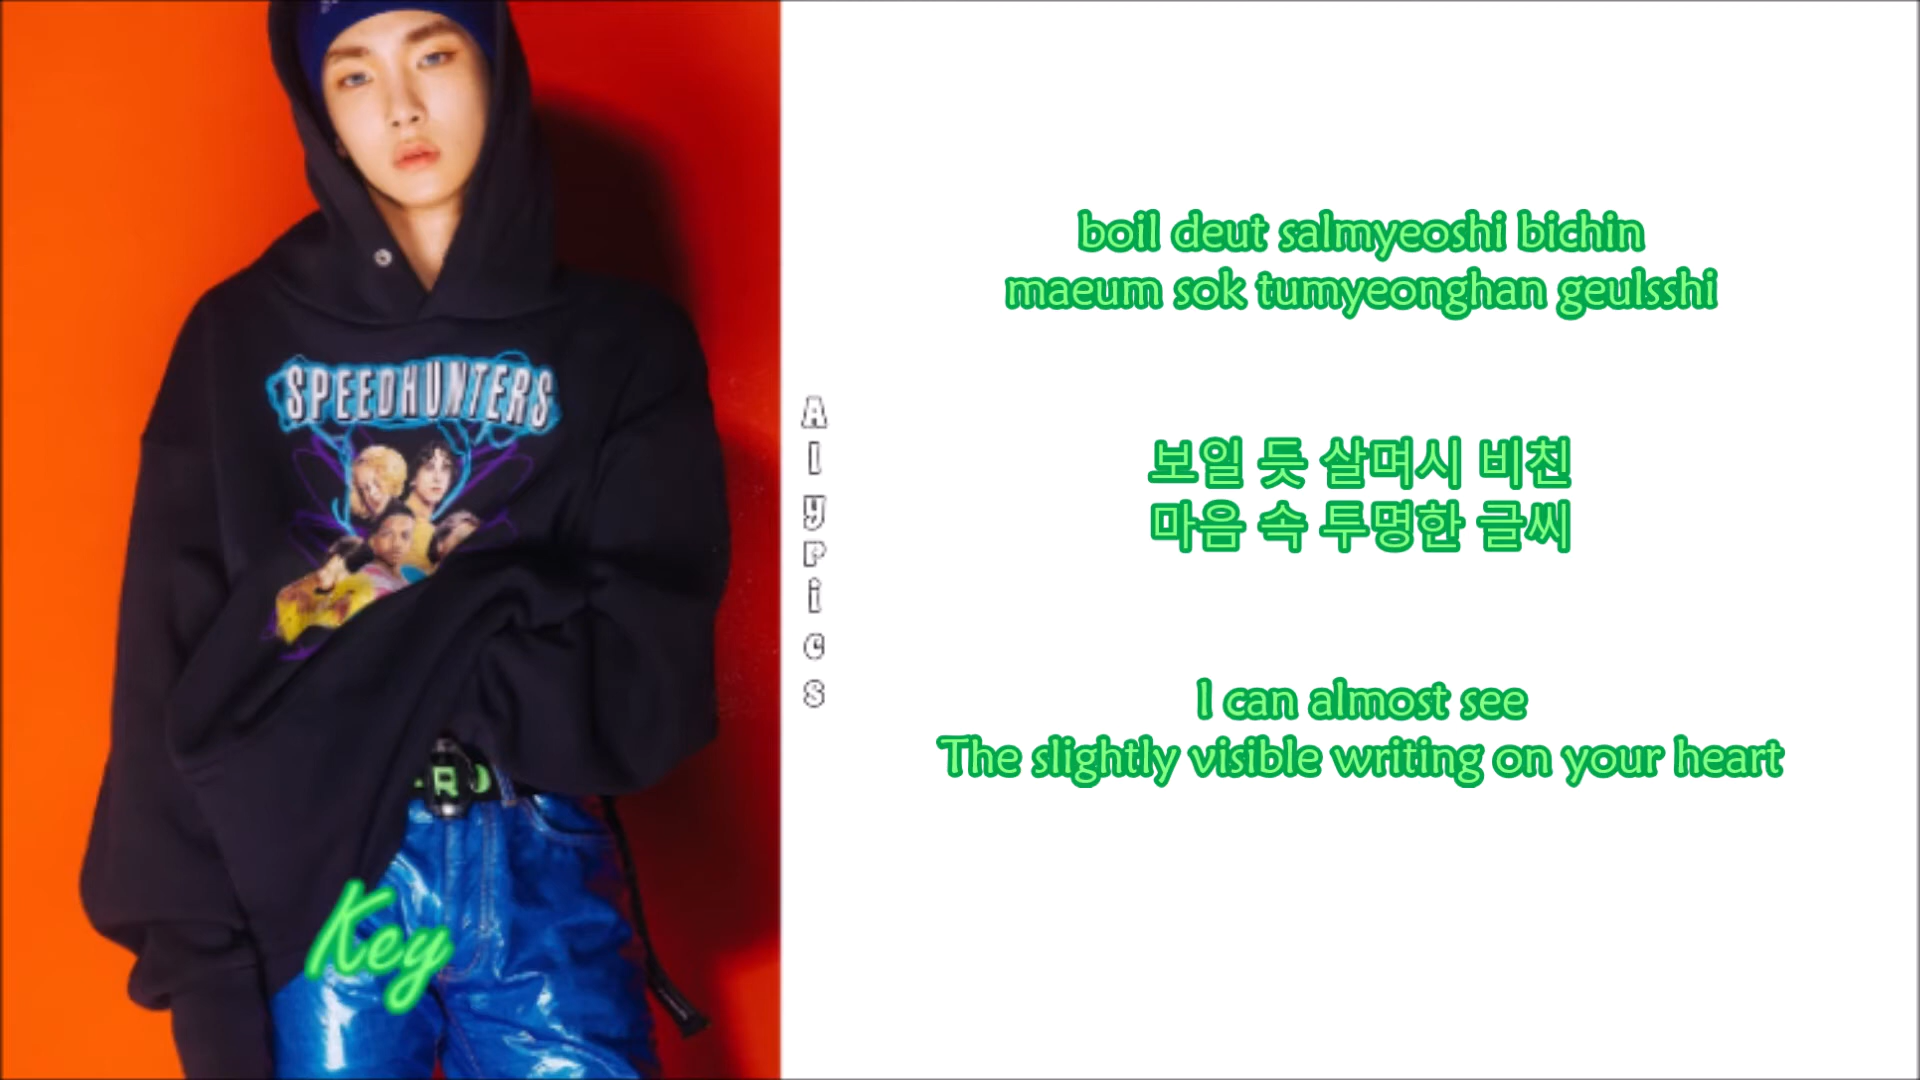 SPEEDHUNTERS
Key
Alypics
boil deut salmyeoshi bichin
maeum sok tumyeonghan geulsshi
보일 듯 살며시 비친
마음 속 투명한 글씨
I can almost see
The slightly visible writing on your heart